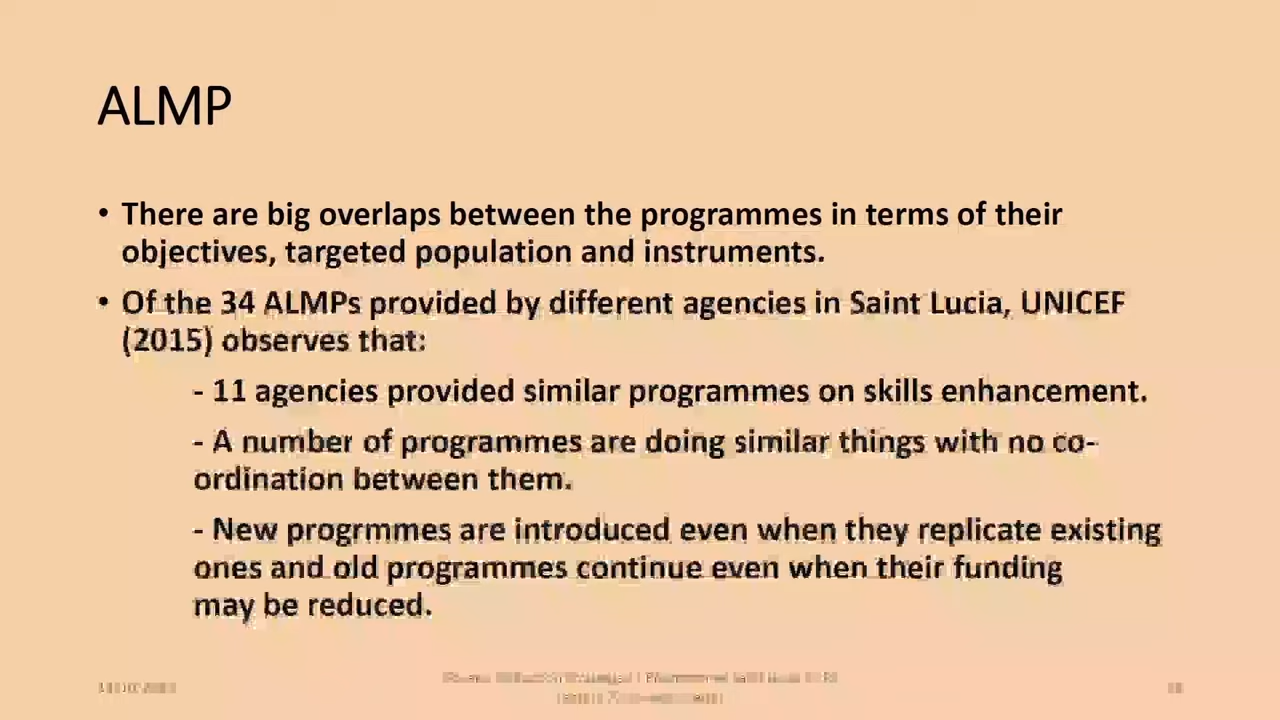 ALMP
• There are big overlaps between the programmes in terms of their
objectives, targeted population and instruments.
• Of the 34 ALMPs provided by different agencies in Saint Lucia, UNICEF
(2015) observes that:
- 11 agencies provided similar programmes on skills enhancement.
- A number of programmes are doing similar things with no co-
ordination between them.
- New progrmmes are introduced even when they replicate existing
ones and old programmes continue even when their funding
may be reduced.